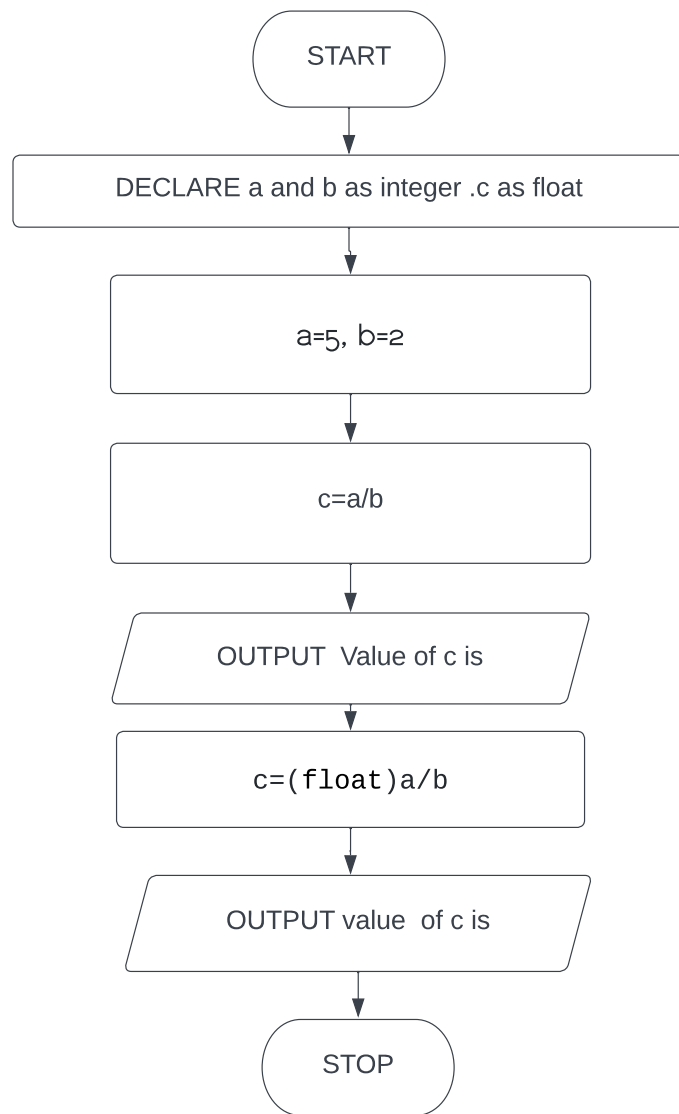 START
DECLARE a and b as integer .c as float
a=5, b=2
c=a/b
OUTPUT  Value of c is
c=(float)a/b
OUTPUT value  of c is
STOP